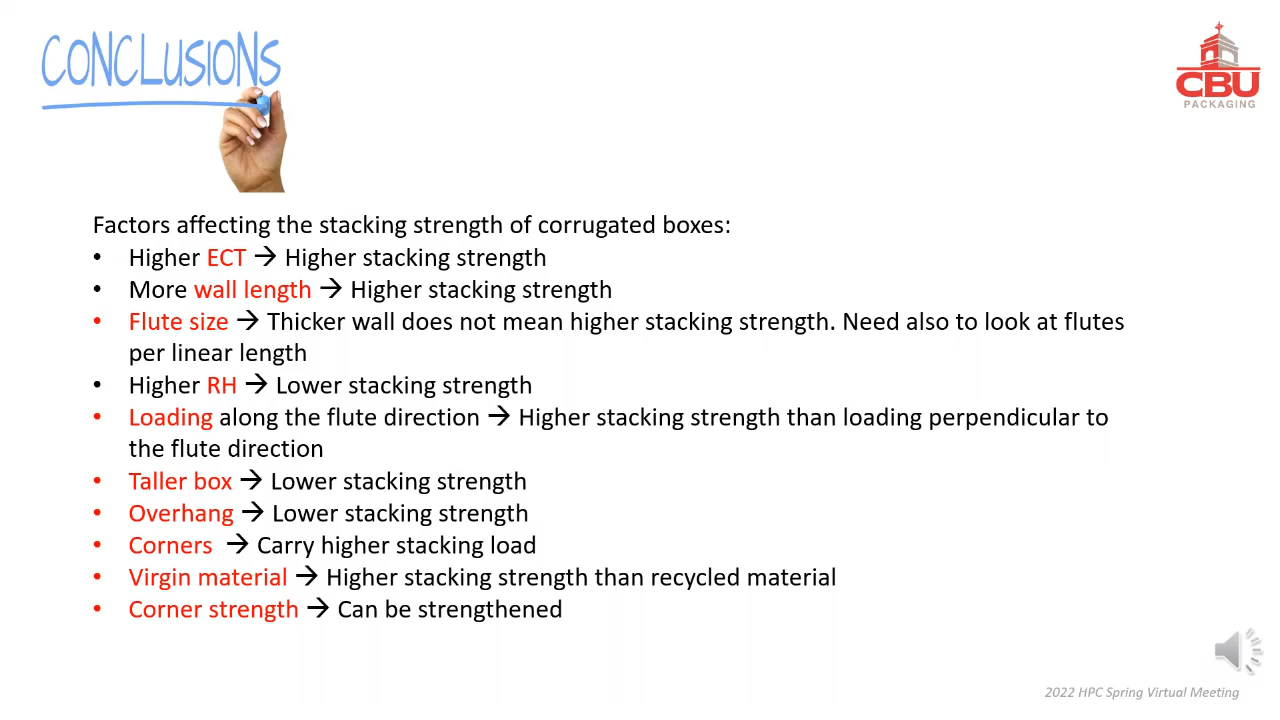 CONCLUSIONS
CBU
PACKAGING
Factors affecting the stacking strength of corrugated boxes:
• Higher ECT → Higher stacking strength
• More wall length → Higher stacking strength
• Flute size → Thicker wall does not mean higher stacking strength. Need also to look at flutes
per linear length
• Higher RH → Lower stacking strength
• Loading along the flute direction → Higher stacking strength than loading perpendicular to
the flute direction
• Taller box → Lower stacking strength
• Overhang → Lower stacking strength
• Corners → Carry higher stacking load
• Virgin material → Higher stacking strength than recycled material
• Corner strength → Can be strengthened
2022 HPC Spring Virtual Meeting